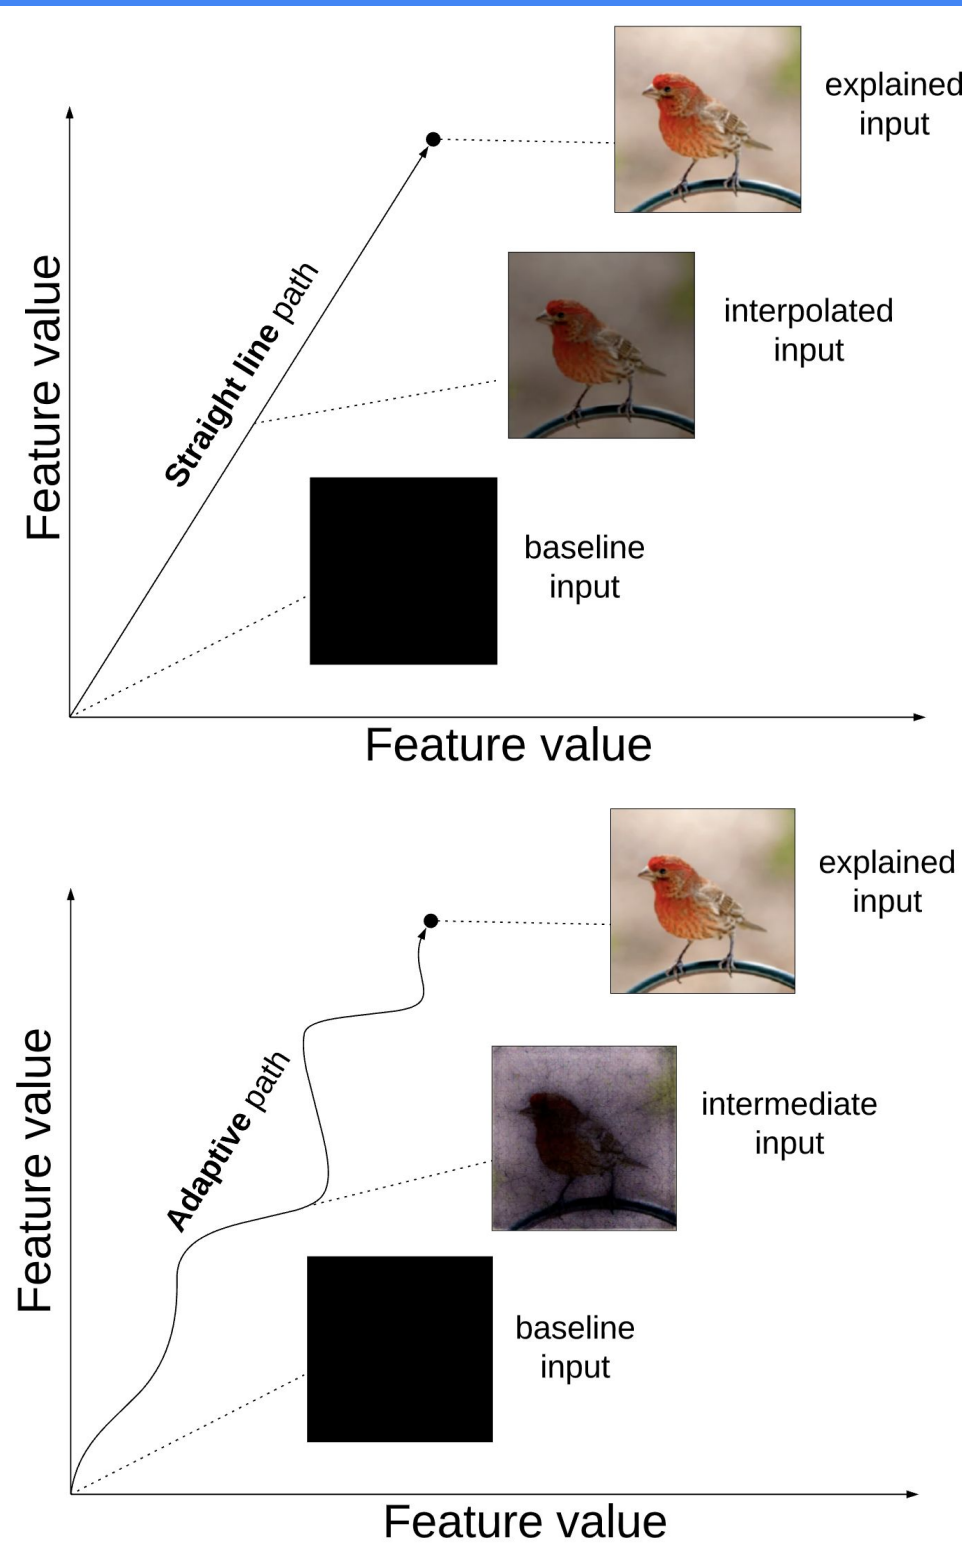 explained
input
Feature value
Straight line path
interpolated
input
baseline
input
Feature value
explained
input
Feature value
Adaptive path
intermediate
input
baseline
input
Feature value